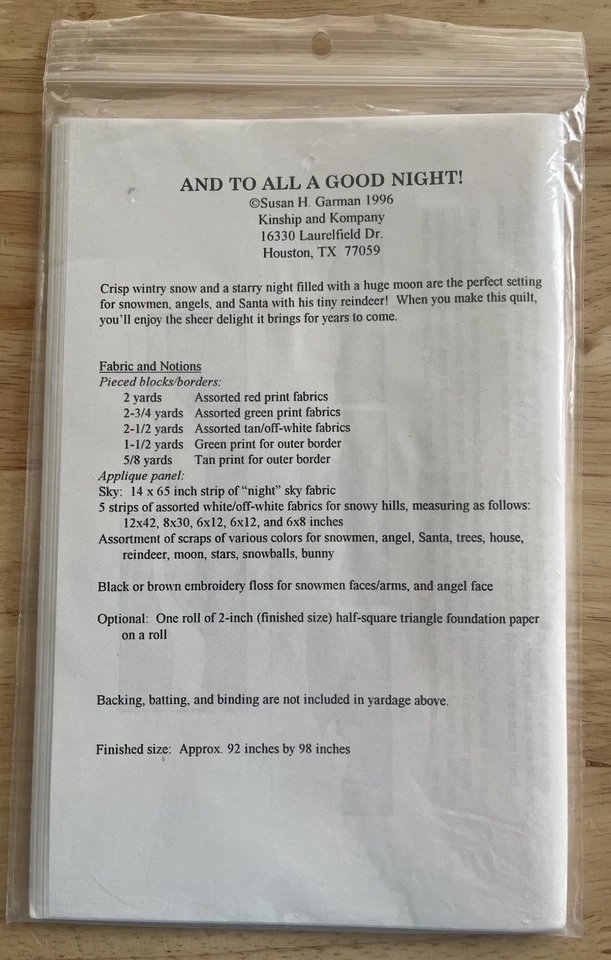 AND TO ALL A GOOD NIGHT!
©Susan H. Garman 1996
Kinship and Kompany
16330 Laurelfield Dr.
Houston, TX 77059
Crisp wintry snow and a starry night filled with a huge moon are the perfect setting
for snowmen, angels, and Santa with his tiny reindeer! When you make this quilt,
you'll enjoy the sheer delight it brings for years to come.
Fabric and Notions
Pieced blocks/borders:
2 yards Assorted red print fabrics
2-3/4 yards Assorted green print fabrics
2-1/2 yards Assorted tan/off-white fabrics
1-1/2 yards Green print for outer border
5/8 yards Tan print for outer border
Applique panel:
Sky: 14 x 65 inch strip of "night" sky fabric
5 strips of assorted white/off-white fabrics for snowy hills, measuring as follows:
12x42, 8x30, 6x12, 6x12, and 6x8 inches
Assortment of scraps of various colors for snowmen, angel, Santa, trees, house,
reindeer, moon, stars, snowballs, bunny
Black or brown embroidery floss for snowmen faces/arms, and angel face
Optional: One roll of 2-inch (finished size) half-square triangle foundation paper
on a roll
Backing, batting, and binding are not included in yardage above.
Finished size: Approx. 92 inches by 98 inches